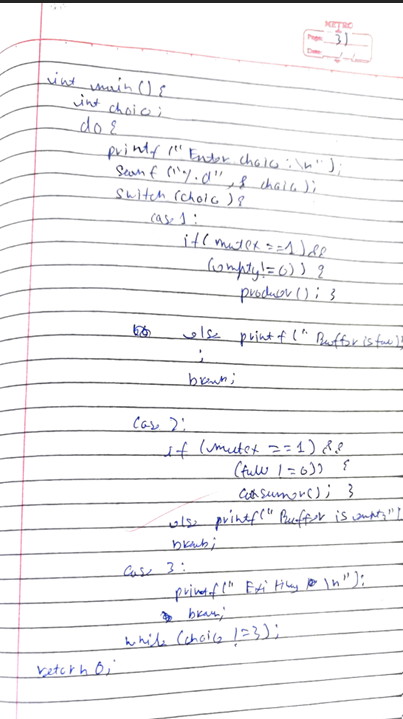 METRO
Page: 31
Date: / /
int main() {
int choice;
do {
printf ("Enter choice :\n");
scanf ("%d", & choice);
switch (choice) {
case 1:
if( mutex ==1) &&
(empty!=0)) {
producer(); }
else printf (" Buffer is full
;
break;
case 2:
if (mutex ==1) &&
(full !=0)) {
consumer(); }
else printf(" Buffer is empty")
break;
case 3:
printf (" Exiting \n");
break;
while (choice !=3);
return 0;